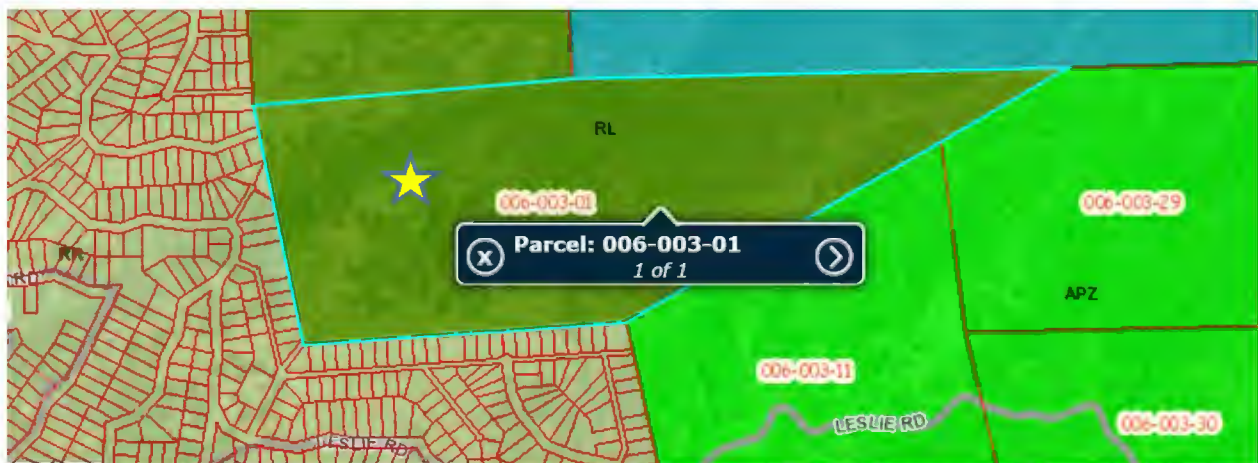 RL
006-003-01
006-003-29
Parcel: 006-003-01
1 of 1
RR
RD
APZ
006-003-11
LESLIE RD
006-003-30
LESLIE RD